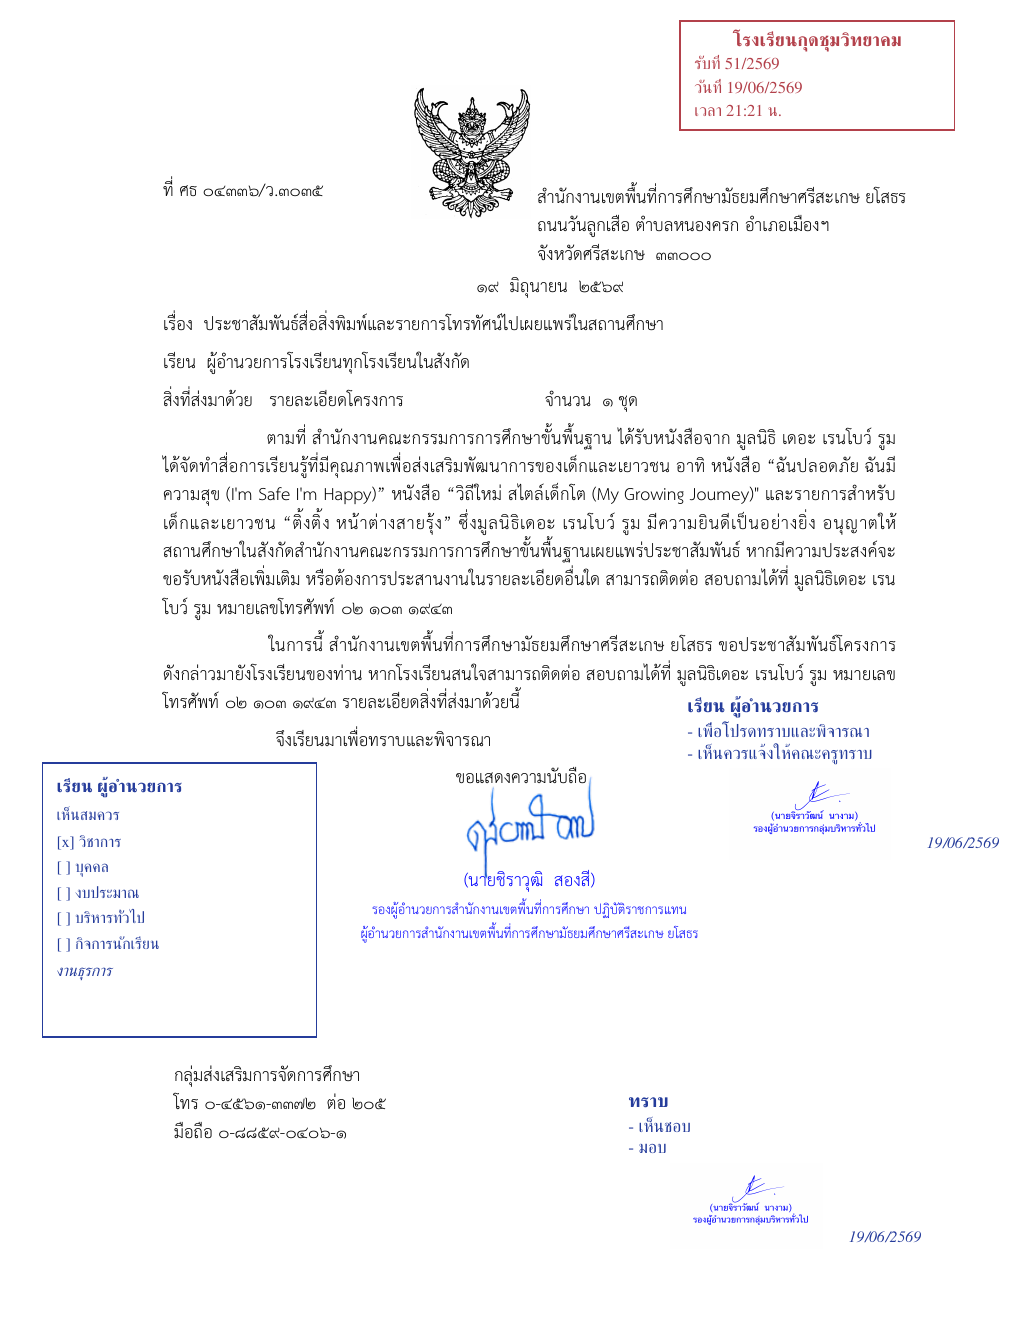 โรงเรียนกุดชุมวิทยาคม
รับที่ 51/2569
วันที่ 19/06/2569
เวลา 21:21 น.
ที่ ศธ ๐๔๓๓๖/ว.๓๐๓๕
สำนักงานเขตพื้นที่การศึกษามัธยมศึกษาศรีสะเกษ ยโสธร
ถนนวันลูกเสือ ตำบลหนองครก อำเภอเมืองฯ
จังหวัดศรีสะเกษ ๓๓๐๐๐
๑๙ มิถุนายน ๒๕๖๙
เรื่อง ประชาสัมพันธ์สื่อสิ่งพิมพ์และรายการโทรทัศน์ไปเผยแพร่ในสถานศึกษา
เรียน ผู้อำนวยการโรงเรียนทุกโรงเรียนในสังกัด
สิ่งที่ส่งมาด้วย รายละเอียดโครงการ จำนวน ๑ ชุด
ตามที่ สำนักงานคณะกรรมการการศึกษาขั้นพื้นฐาน ได้รับหนังสือจาก มูลนิธิ เดอะ เรนโบว์ รูม
ได้จัดทำสื่อการเรียนรู้ที่มีคุณภาพเพื่อส่งเสริมพัฒนาการของเด็กและเยาวชน อาทิ หนังสือ “ฉันปลอดภัย ฉันมี
ความสุข (I'm Safe I'm Happy)” หนังสือ “วิถีใหม่ สไตล์เด็กโต (My Growing Joumey)" และรายการสำหรับ
เด็กและเยาวชน “ติ้งติ้ง หน้าต่างสายรุ้ง” ซึ่งมูลนิธิเดอะ เรนโบว์ รูม มีความยินดีเป็นอย่างยิ่ง อนุญาตให้
สถานศึกษาในสังกัดสำนักงานคณะกรรมการการศึกษาขั้นพื้นฐานเผยแพร่ประชาสัมพันธ์ หากมีความประสงค์จะ
ขอรับหนังสือเพิ่มเติม หรือต้องการประสานงานในรายละเอียดอื่นใด สามารถติดต่อ สอบถามได้ที่ มูลนิธิเดอะ เรน
โบว์ รูม หมายเลขโทรศัพท์ ๐๒ ๑๐๓ ๑๙๔๓
ในการนี้ สำนักงานเขตพื้นที่การศึกษามัธยมศึกษาศรีสะเกษ ยโสธร ขอประชาสัมพันธ์โครงการ
ดังกล่าวมายังโรงเรียนของท่าน หากโรงเรียนสนใจสามารถติดต่อ สอบถามได้ที่ มูลนิธิเดอะ เรนโบว์ รูม หมายเลข
โทรศัพท์ ๐๒ ๑๐๓ ๑๙๔๓ รายละเอียดสิ่งที่ส่งมาด้วยนี้
จึงเรียนมาเพื่อทราบและพิจารณา
เรียน ผู้อำนวยการ
- เพื่อโปรดทราบและพิจารณา
- เห็นควรแจ้งให้คณะครูทราบ
(นายจิราวัฒน์ นางาม)
รองผู้อำนวยการกลุ่มบริหารทั่วไป
19/06/2569
ขอแสดงความนับถือ
(นายชิราวุฒิ สองสี)
รองผู้อำนวยการสำนักงานเขตพื้นที่การศึกษา ปฏิบัติราชการแทน
ผู้อำนวยการสำนักงานเขตพื้นที่การศึกษามัธยมศึกษาศรีสะเกษ ยโสธร
เรียน ผู้อำนวยการ
เห็นสมควร
[x] วิชาการ
[ ] บุคคล
[ ] งบประมาณ
[ ] บริหารทั่วไป
[ ] กิจการนักเรียน
งานธุรการ
กลุ่มส่งเสริมการจัดการศึกษา
โทร ๐-๔๕๖๑-๓๓๗๒ ต่อ ๒๐๕
มือถือ ๐-๘๘๕๙-๐๔๐๖-๑
ทราบ
- เห็นชอบ
- มอบ
(นายจิราวัฒน์ นางาม)
รองผู้อำนวยการกลุ่มบริหารทั่วไป
19/06/2569